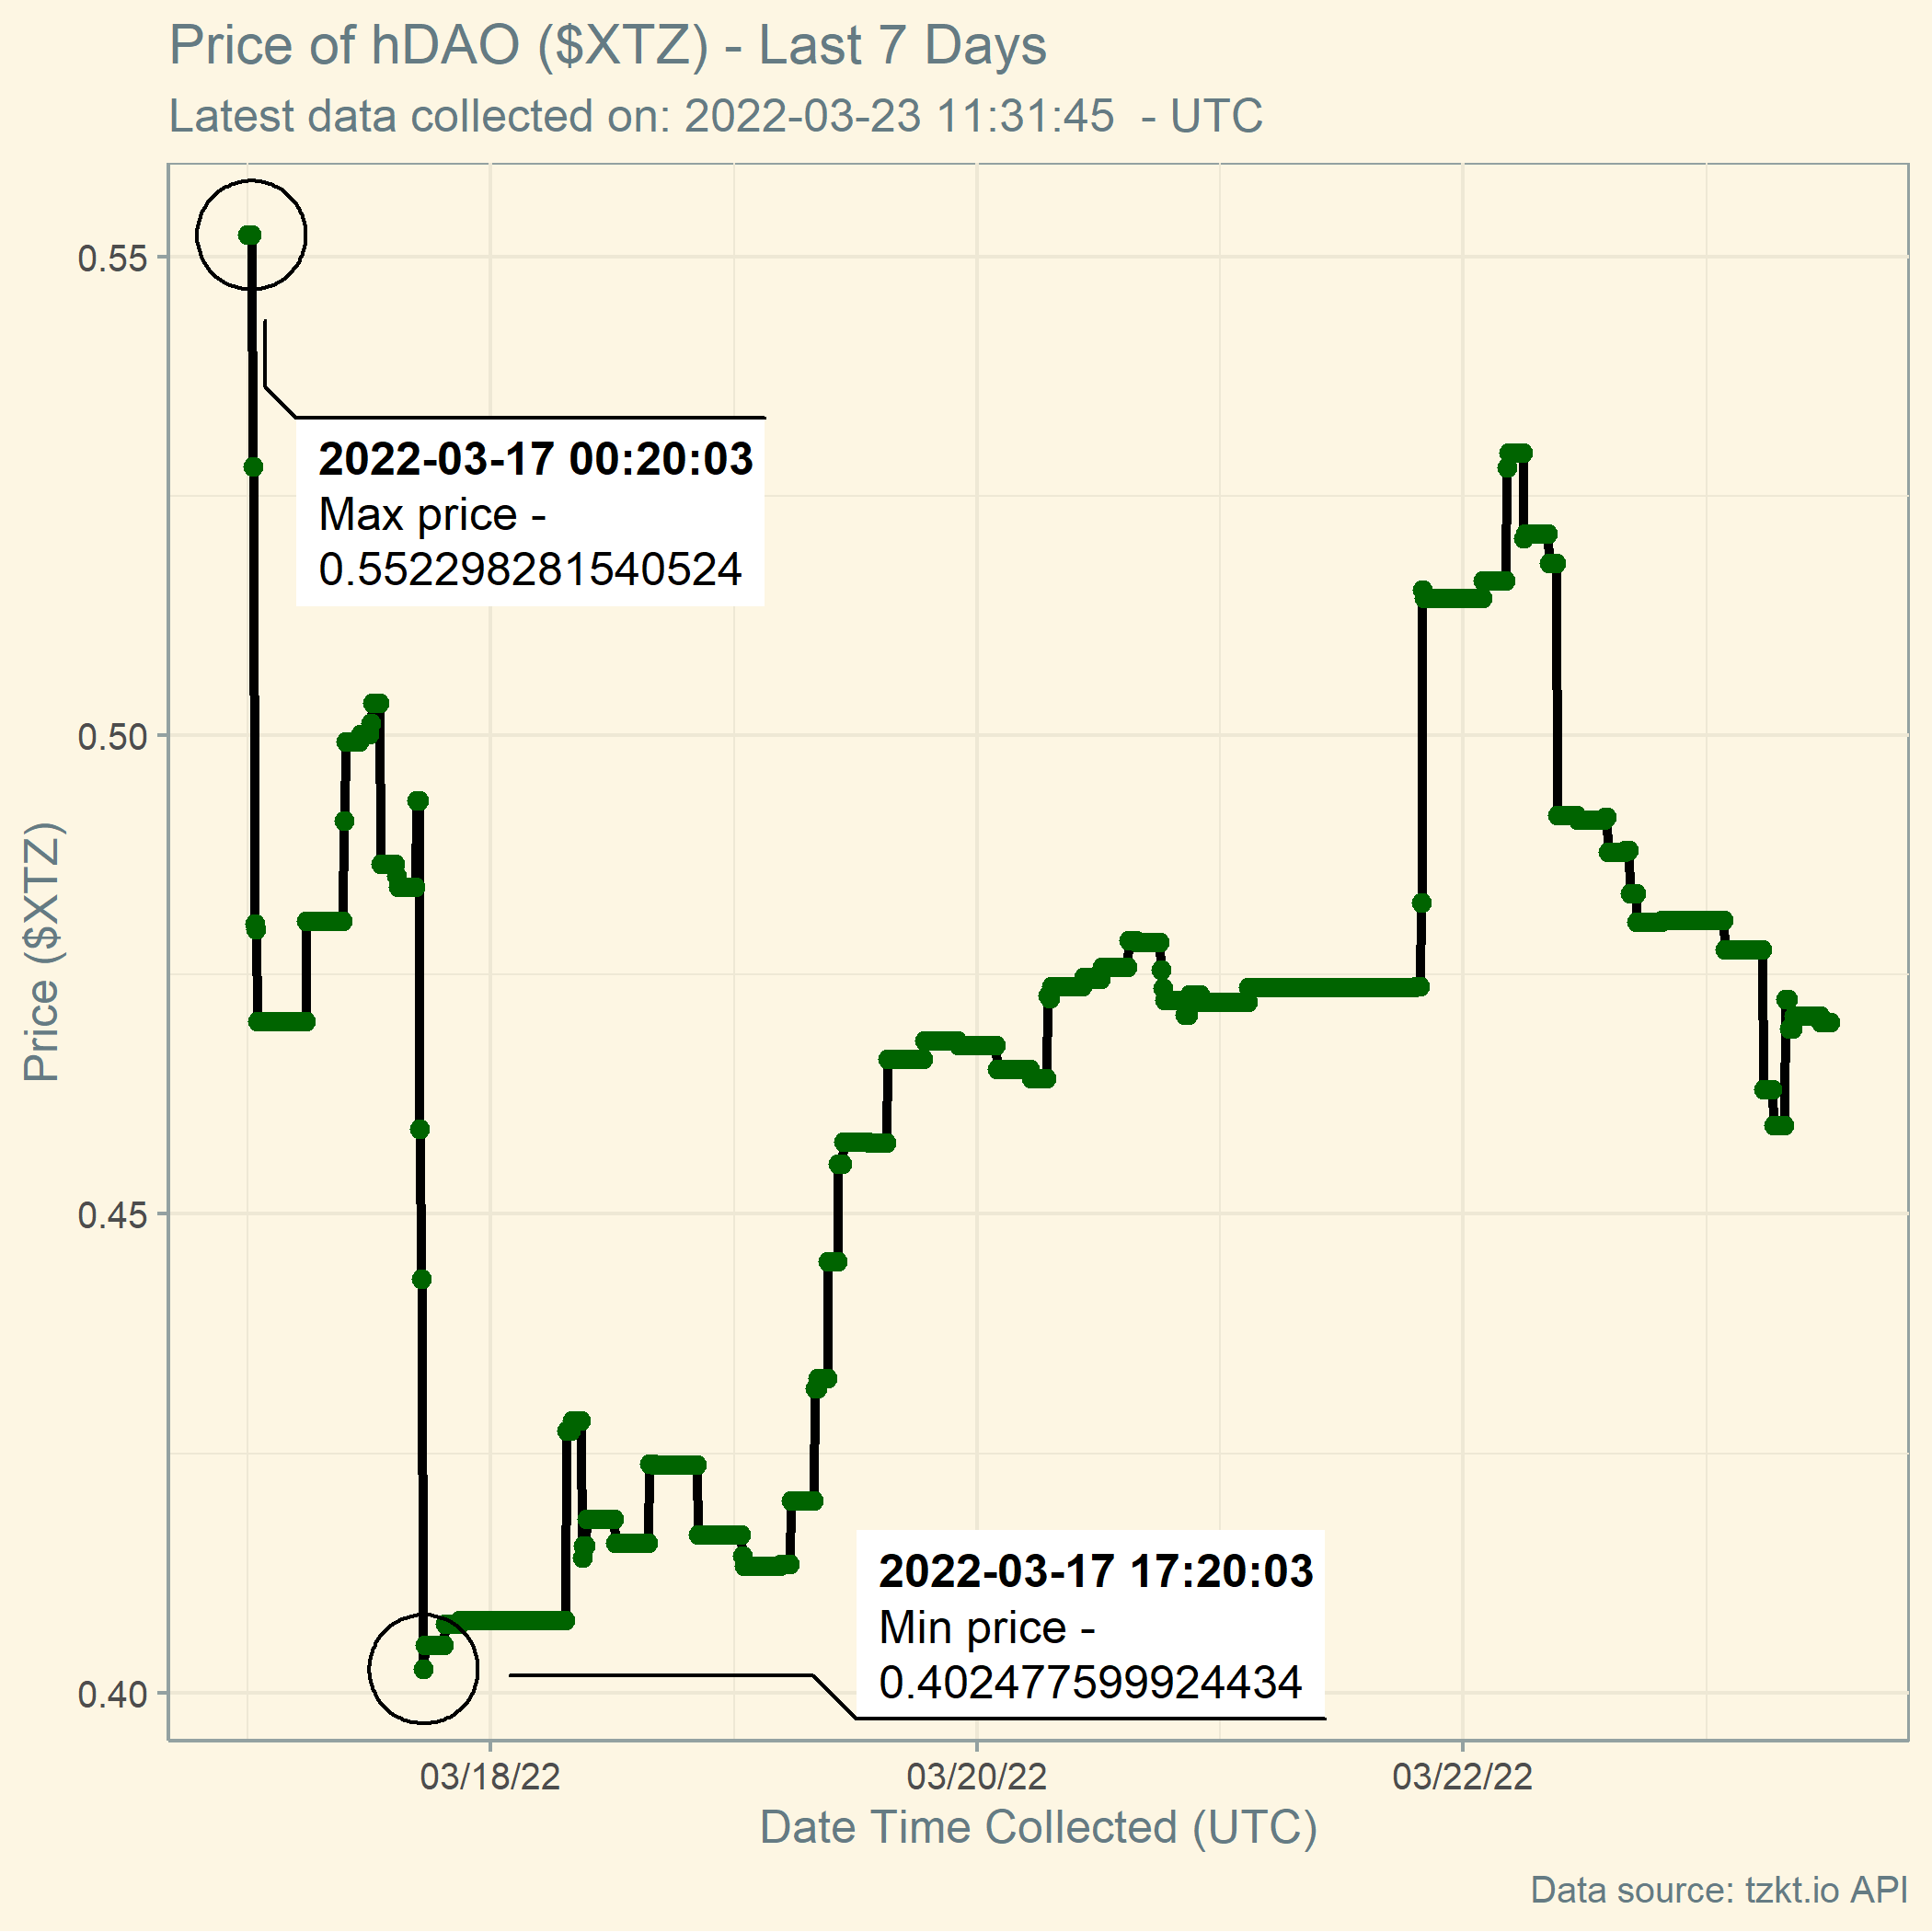 Price of hDAO ($XTZ) - Last 7 Days
Latest data collected on: 2022-03-23 11:31:45  - UTC
0.55
2022-03-17 00:20:03
Max price -
0.552298281540524
0.50
Price ($XTZ)
0.45
2022-03-17 17:20:03
Min price -
0.402477599924434
0.40
03/18/22
03/20/22
03/22/22
Date Time Collected (UTC)
Data source: tzkt.io API